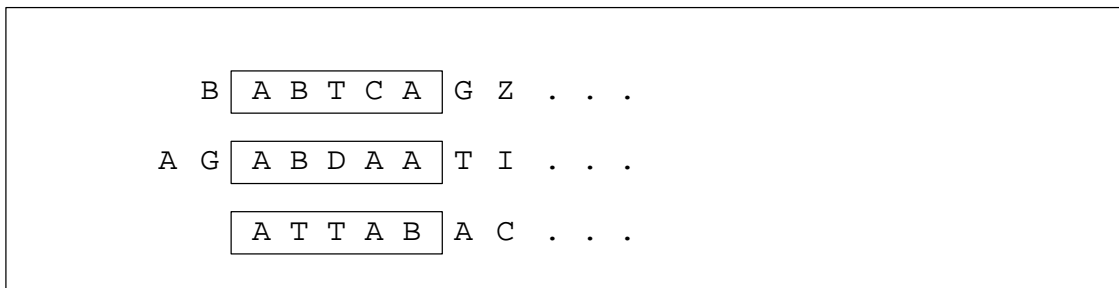 B A B T C A G Z . . .
A G A B D A A T I . . .
A T T A B A C . . .